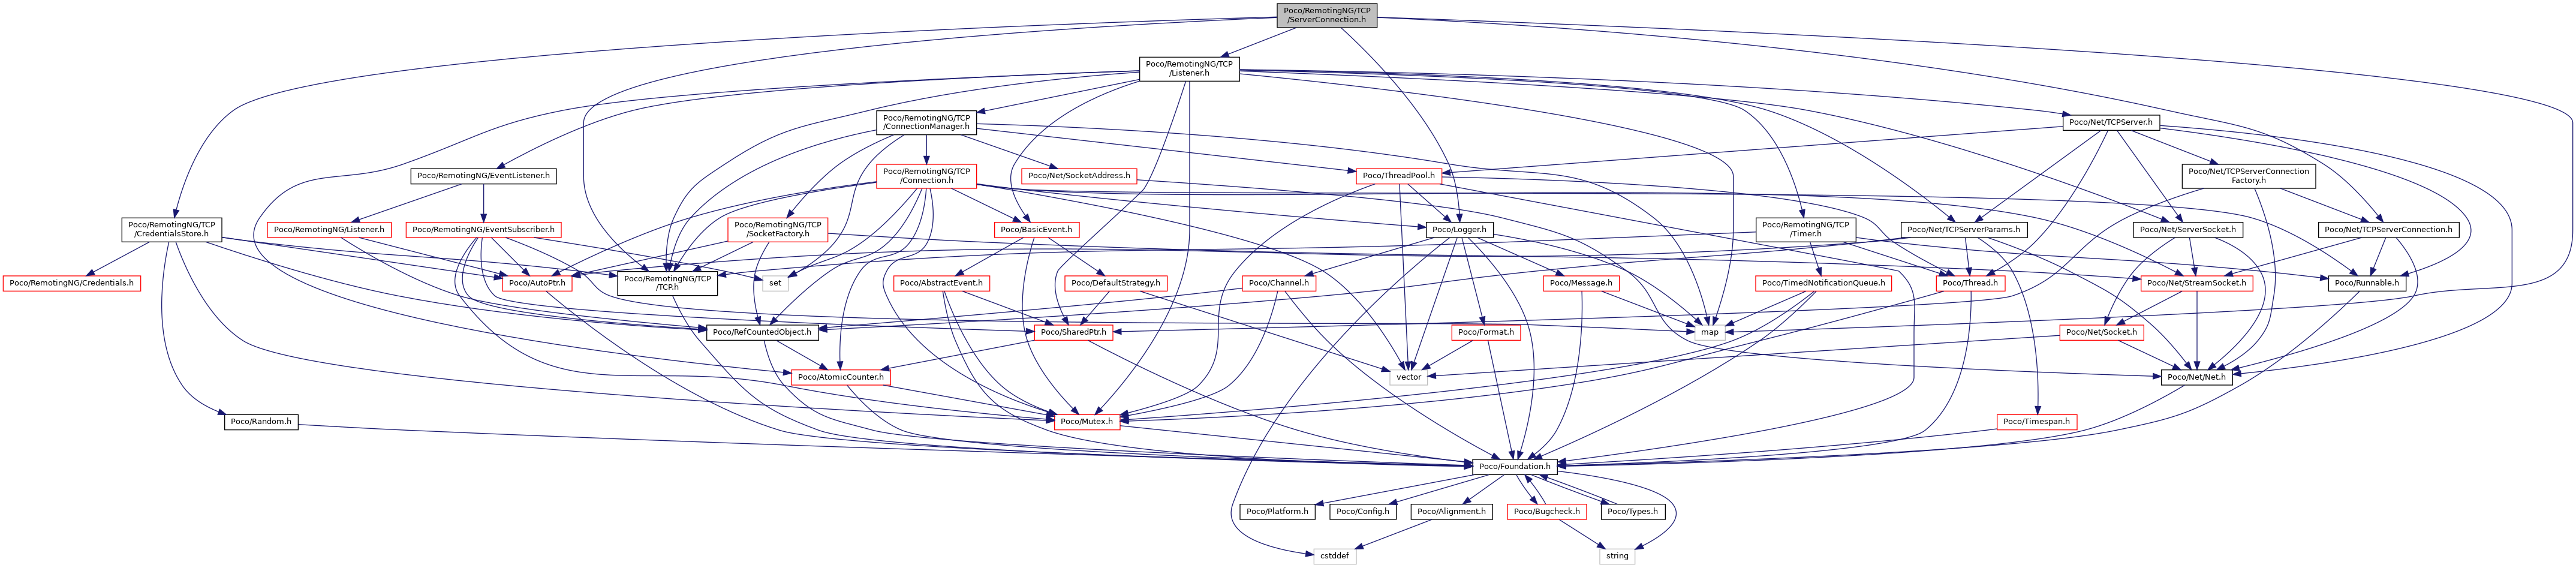 Poco/RemotingNG/TCP
/ServerConnection.h
Poco/RemotingNG/TCP
/Listener.h
Poco/RemotingNG/TCP
/ConnectionManager.h
Poco/Net/TCPServer.h
Poco/RemotingNG/EventListener.h
Poco/RemotingNG/TCP
/Connection.h
Poco/Net/SocketAddress.h
Poco/ThreadPool.h
Poco/Net/TCPServerConnection
Factory.h
Poco/RemotingNG/TCP
/CredentialsStore.h
Poco/RemotingNG/Listener.h
Poco/RemotingNG/EventSubscriber.h
Poco/RemotingNG/TCP
/SocketFactory.h
Poco/BasicEvent.h
Poco/Logger.h
Poco/RemotingNG/TCP
/Timer.h
Poco/Net/TCPServerParams.h
Poco/Net/ServerSocket.h
Poco/Net/TCPServerConnection.h
Poco/RemotingNG/Credentials.h
Poco/AutoPtr.h
Poco/RemotingNG/TCP
/TCP.h
set
Poco/AbstractEvent.h
Poco/DefaultStrategy.h
Poco/Channel.h
Poco/Message.h
Poco/TimedNotificationQueue.h
Poco/Thread.h
Poco/Net/StreamSocket.h
Poco/Runnable.h
Poco/RefCountedObject.h
Poco/SharedPtr.h
Poco/Format.h
map
Poco/Net/Socket.h
Poco/AtomicCounter.h
vector
Poco/Net/Net.h
Poco/Random.h
Poco/Mutex.h
Poco/Timespan.h
Poco/Foundation.h
Poco/Platform.h
Poco/Config.h
Poco/Alignment.h
Poco/Bugcheck.h
Poco/Types.h
cstddef
string